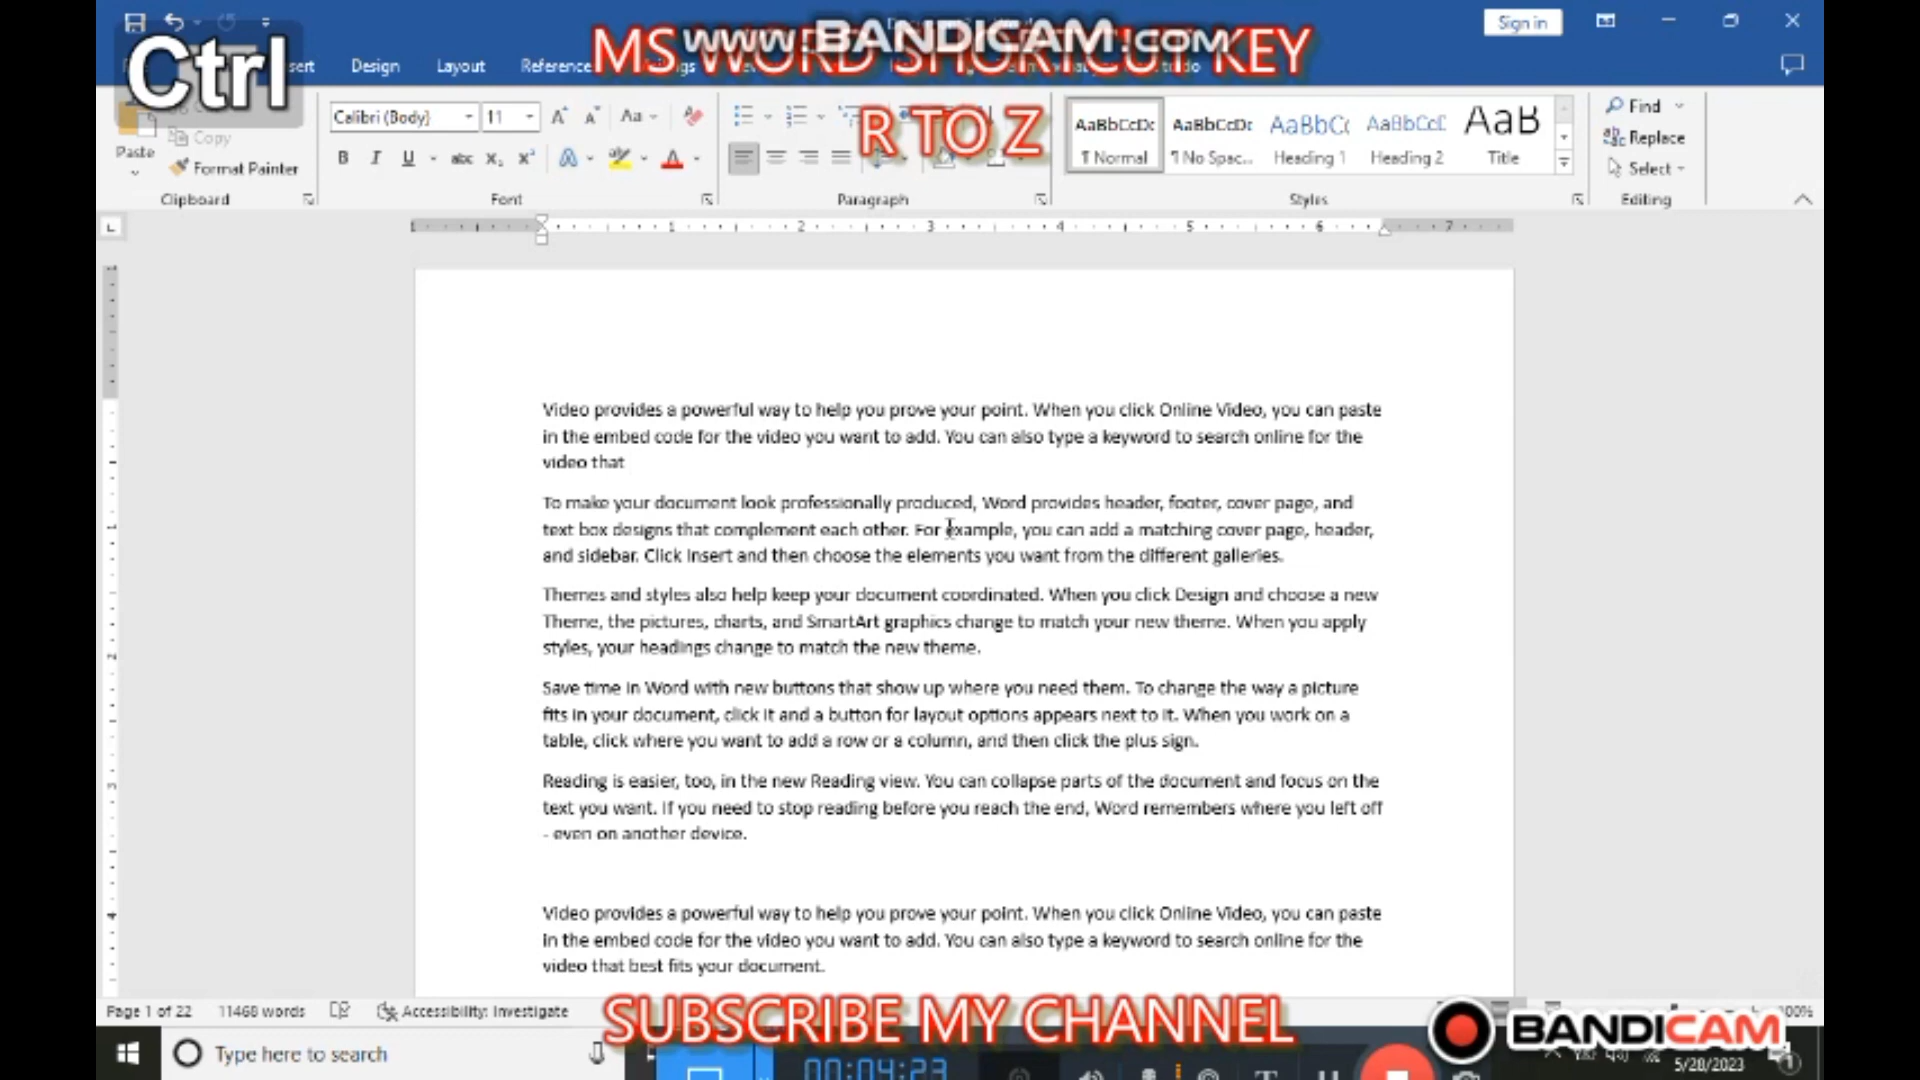 Ctrl
www.BANDICAM.com
Sign in
MS WORD SHORTCUT KEY
R TO Z
Design
Layout
Paste
Copy
Format Painter
Clipboard
Calibri (Body)
11
Aa
B I U abc X₂ X²
Font
Paragraph
AaBbCcDc
¶ Normal
AaBbCcDc
¶ No Spac...
AaBbC(
Heading 1
AaBbCcC
Heading 2
AaB
Title
Styles
Find
Replace
Select
Editing
1 1 2 3 4 5 6 7
Video provides a powerful way to help you prove your point. When you click Online Video, you can paste
in the embed code for the video you want to add. You can also type a keyword to search online for the
video that
To make your document look professionally produced, Word provides header, footer, cover page, and
text box designs that complement each other. For example, you can add a matching cover page, header,
and sidebar. Click Insert and then choose the elements you want from the different galleries.
Themes and styles also help keep your document coordinated. When you click Design and choose a new
Theme, the pictures, charts, and SmartArt graphics change to match your new theme. When you apply
styles, your headings change to match the new theme.
Save time in Word with new buttons that show up where you need them. To change the way a picture
fits in your document, click it and a button for layout options appears next to it. When you work on a
table, click where you want to add a row or a column, and then click the plus sign.
Reading is easier, too, in the new Reading view. You can collapse parts of the document and focus on the
text you want. If you need to stop reading before you reach the end, Word remembers where you left off
- even on another device.
Video provides a powerful way to help you prove your point. When you click Online Video, you can paste
in the embed code for the video you want to add. You can also type a keyword to search online for the
video that best fits your document.
Page 1 of 22
11468 words
Accessibility: Investigate
SUBSCRIBE MY CHANNEL
BANDICAM
Type here to search
00:04:23
5/28/2023